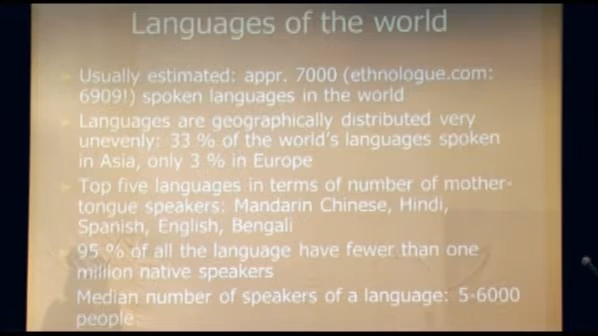 Languages of the world
Usually estimated: appr. 7000 (ethnologue.com:
6909!) spoken languages in the world
Languages are geographically distributed very
unevenly: 33 % of the world's languages spoken
in Asia, only 3 % in Europe
Top five languages in terms of number of mother-
tongue speakers: Mandarin Chinese, Hindi,
Spanish, English, Bengali
95 % of all the language have fewer than one
million native speakers
Median number of speakers of a language: 5-6000
people